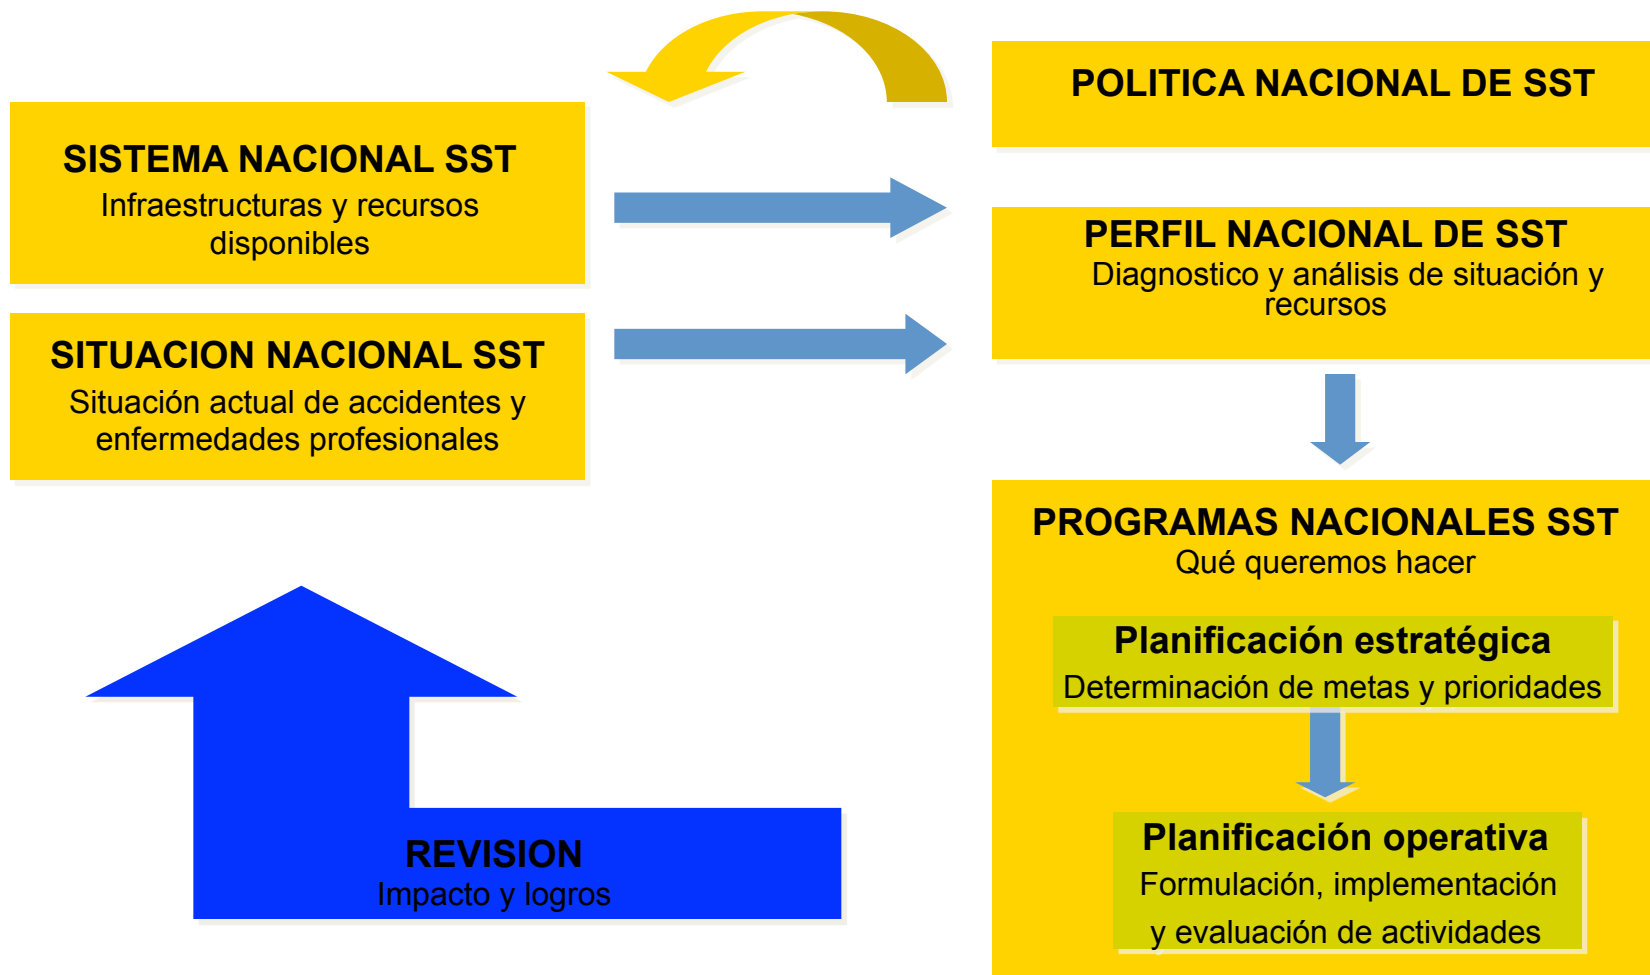 POLITICA NACIONAL DE SST
SISTEMA NACIONAL SST
Infraestructuras y recursos
disponibles
PERFIL NACIONAL DE SST
Diagnostico y análisis de situación y
recursos
SITUACION NACIONAL SST
Situación actual de accidentes y
enfermedades profesionales
PROGRAMAS NACIONALES SST
Qué queremos hacer
Planificación estratégica
Determinación de metas y prioridades
Planificación operativa
Formulación, implementación
y evaluación de actividades
REVISION
Impacto y logros